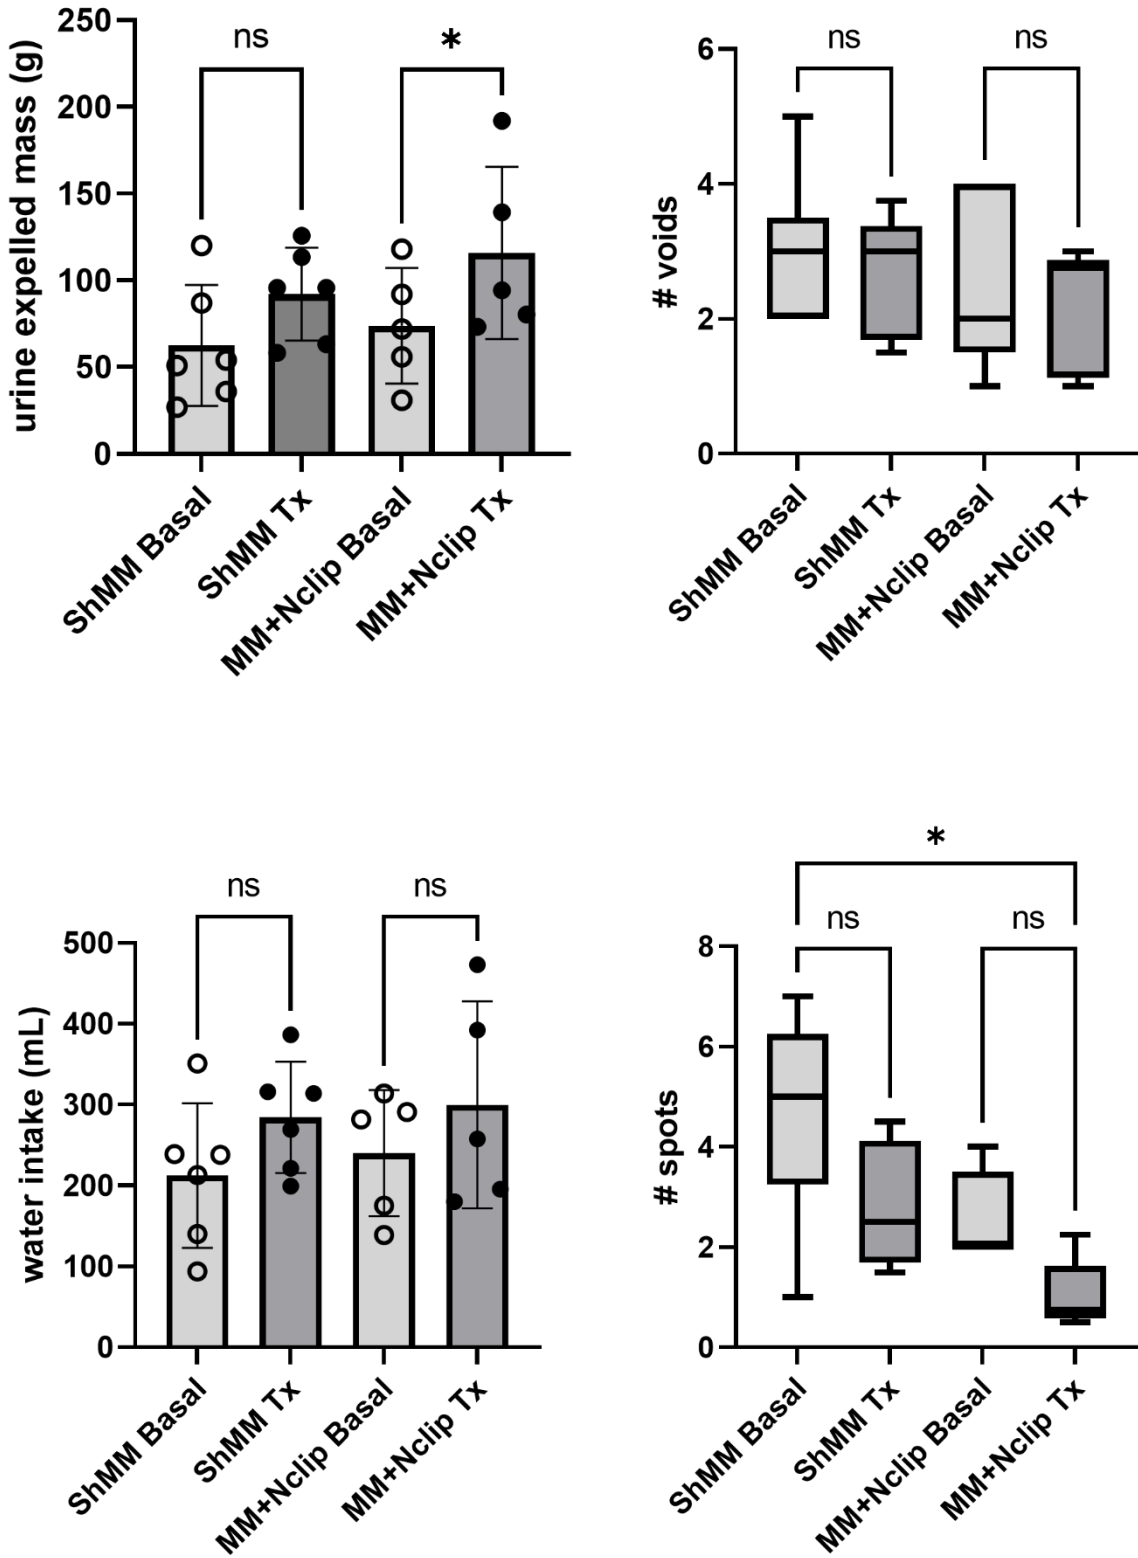 urine expelled mass (g)
250
200
150
100
50
0
ns
*
ShMM Basal
ShMM Tx
MM+Nclip Basal
MM+Nclip Tx
# voids
6
4
2
0
ns
ns
ShMM Basal
ShMM Tx
MM+Nclip Basal
MM+Nclip Tx
water intake (mL)
500
400
300
200
100
0
ns
ns
ShMM Basal
ShMM Tx
MM+Nclip Basal
MM+Nclip Tx
# spots
8
6
4
2
0
*
ns
ns
ShMM Basal
ShMM Tx
MM+Nclip Basal
MM+Nclip Tx